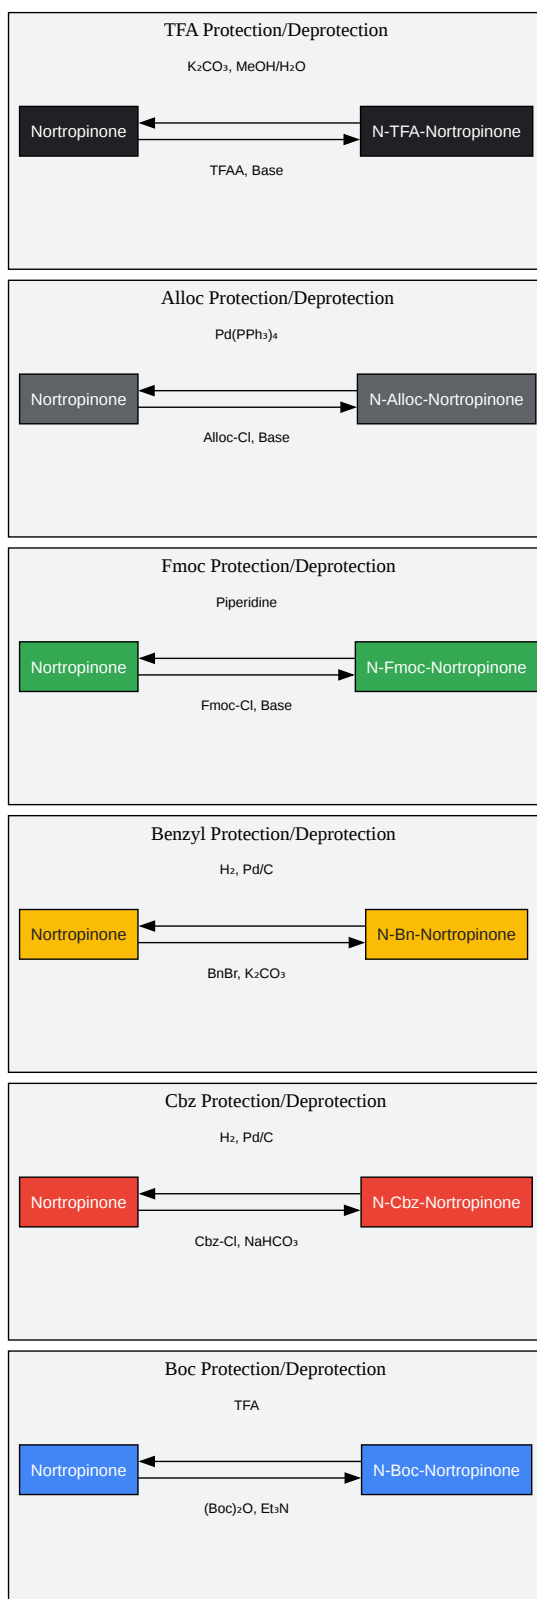 TFA Protection/Deprotection
K₂CO₃, MeOH/H₂O
Nortropinone
N-TFA-Nortropinone
TFAA, Base
Alloc Protection/Deprotection
Pd(PPh₃)₄
Nortropinone
N-Alloc-Nortropinone
Alloc-Cl, Base
Fmoc Protection/Deprotection
Piperidine
Nortropinone
N-Fmoc-Nortropinone
Fmoc-Cl, Base
Benzyl Protection/Deprotection
H₂, Pd/C
Nortropinone
N-Bn-Nortropinone
BnBr, K₂CO₃
Cbz Protection/Deprotection
H₂, Pd/C
Nortropinone
N-Cbz-Nortropinone
Cbz-Cl, NaHCO₃
Boc Protection/Deprotection
TFA
Nortropinone
N-Boc-Nortropinone
(Boc)₂O, Et₃N